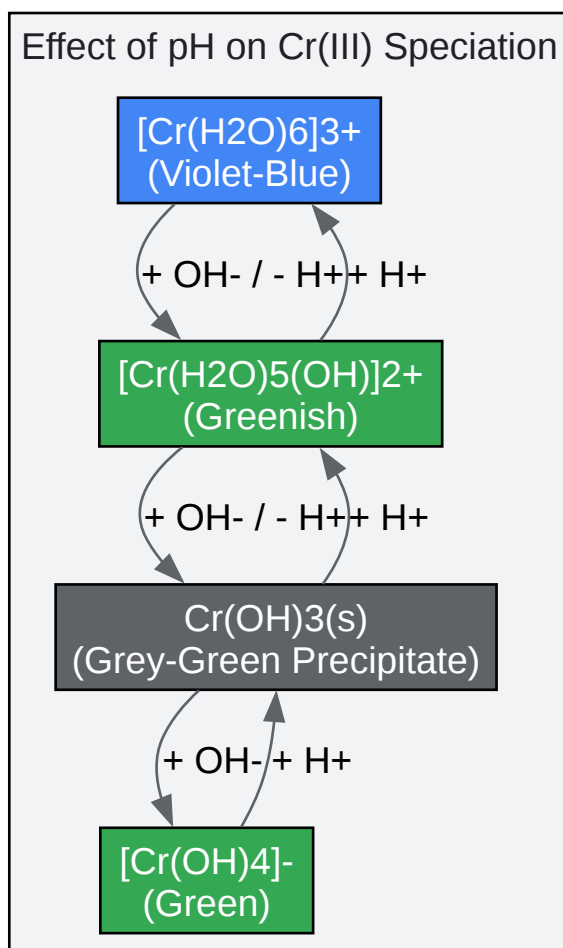 Effect of pH on Cr(III) Speciation
[Cr(H2O)6]3+
(Violet-Blue)
+ OH- / - H+
+ H+
[Cr(H2O)5(OH)]2+
(Greenish)
+ OH- / - H+
+ H+
Cr(OH)3(s)
(Grey-Green Precipitate)
+ OH-
+ H+
[Cr(OH)4]-
(Green)